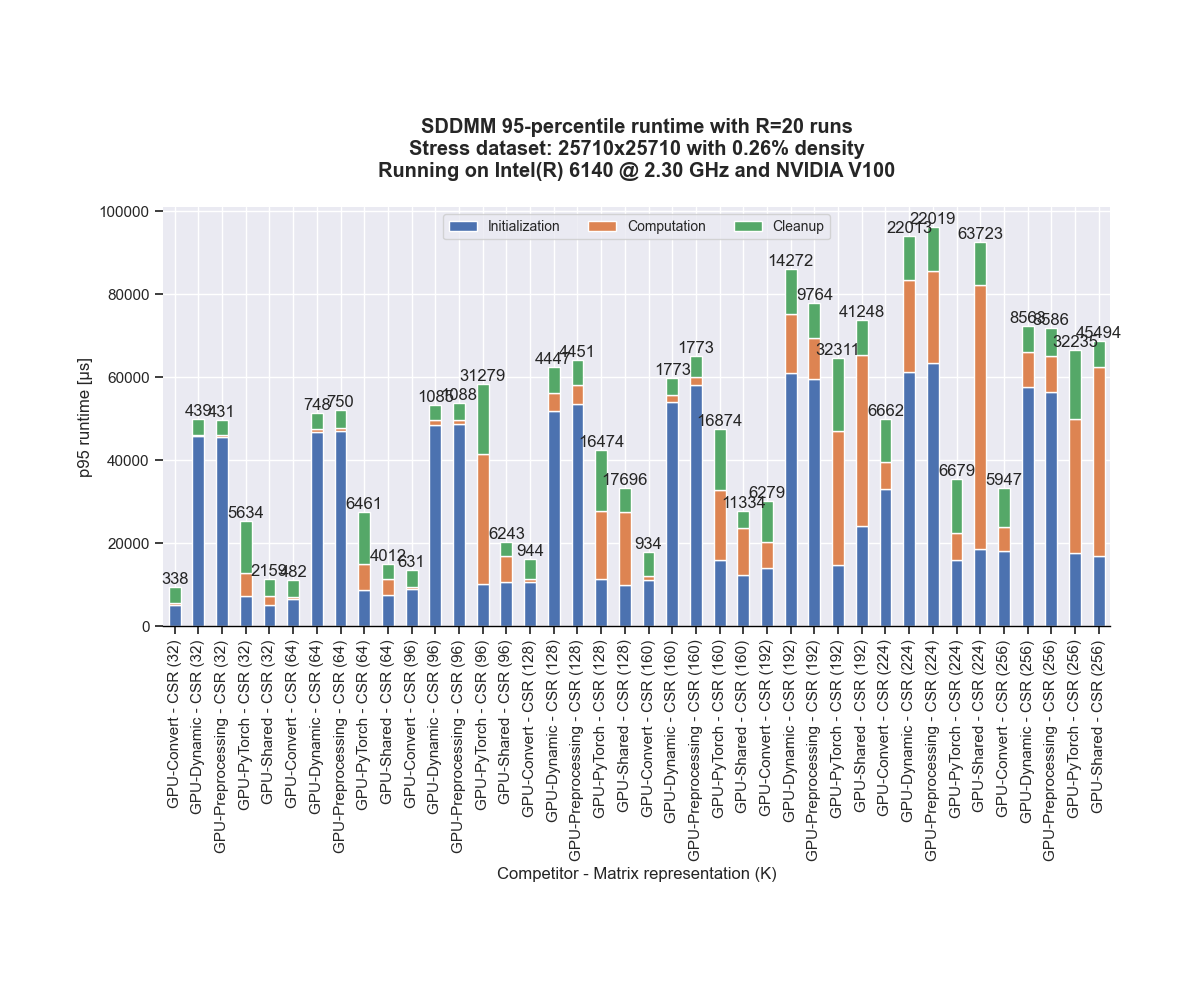 SDDMM 95-percentile runtime with R=20 runs
Stress dataset: 25710x25710 with 0.26% density
Running on Intel(R) 6140 @ 2.30 GHz and NVIDIA V100
Initialization
Computation
Cleanup
p95 runtime [µs]
100000
80000
60000
40000
20000
0
338
439
431
5634
2159
482
748
750
6461
4012
631
1085
1088
31279
6243
944
4447
4451
16474
17696
934
1773
1773
16874
11334
6279
14272
9764
32311
41248
6662
22013
22019
6679
63723
5947
8568
8586
32235
45494
GPU-Convert - CSR (32)
GPU-Dynamic - CSR (32)
GPU-Preprocessing - CSR (32)
GPU-PyTorch - CSR (32)
GPU-Shared - CSR (32)
GPU-Convert - CSR (64)
GPU-Dynamic - CSR (64)
GPU-Preprocessing - CSR (64)
GPU-PyTorch - CSR (64)
GPU-Shared - CSR (64)
GPU-Convert - CSR (96)
GPU-Dynamic - CSR (96)
GPU-Preprocessing - CSR (96)
GPU-PyTorch - CSR (96)
GPU-Shared - CSR (96)
GPU-Convert - CSR (128)
GPU-Dynamic - CSR (128)
GPU-Preprocessing - CSR (128)
GPU-PyTorch - CSR (128)
GPU-Shared - CSR (128)
GPU-Convert - CSR (160)
GPU-Dynamic - CSR (160)
GPU-Preprocessing - CSR (160)
GPU-PyTorch - CSR (160)
GPU-Shared - CSR (160)
GPU-Convert - CSR (192)
GPU-Dynamic - CSR (192)
GPU-Preprocessing - CSR (192)
GPU-PyTorch - CSR (192)
GPU-Shared - CSR (192)
GPU-Convert - CSR (224)
GPU-Dynamic - CSR (224)
GPU-Preprocessing - CSR (224)
GPU-PyTorch - CSR (224)
GPU-Shared - CSR (224)
GPU-Convert - CSR (256)
GPU-Dynamic - CSR (256)
GPU-Preprocessing - CSR (256)
GPU-PyTorch - CSR (256)
GPU-Shared - CSR (256)
Competitor - Matrix representation (K)